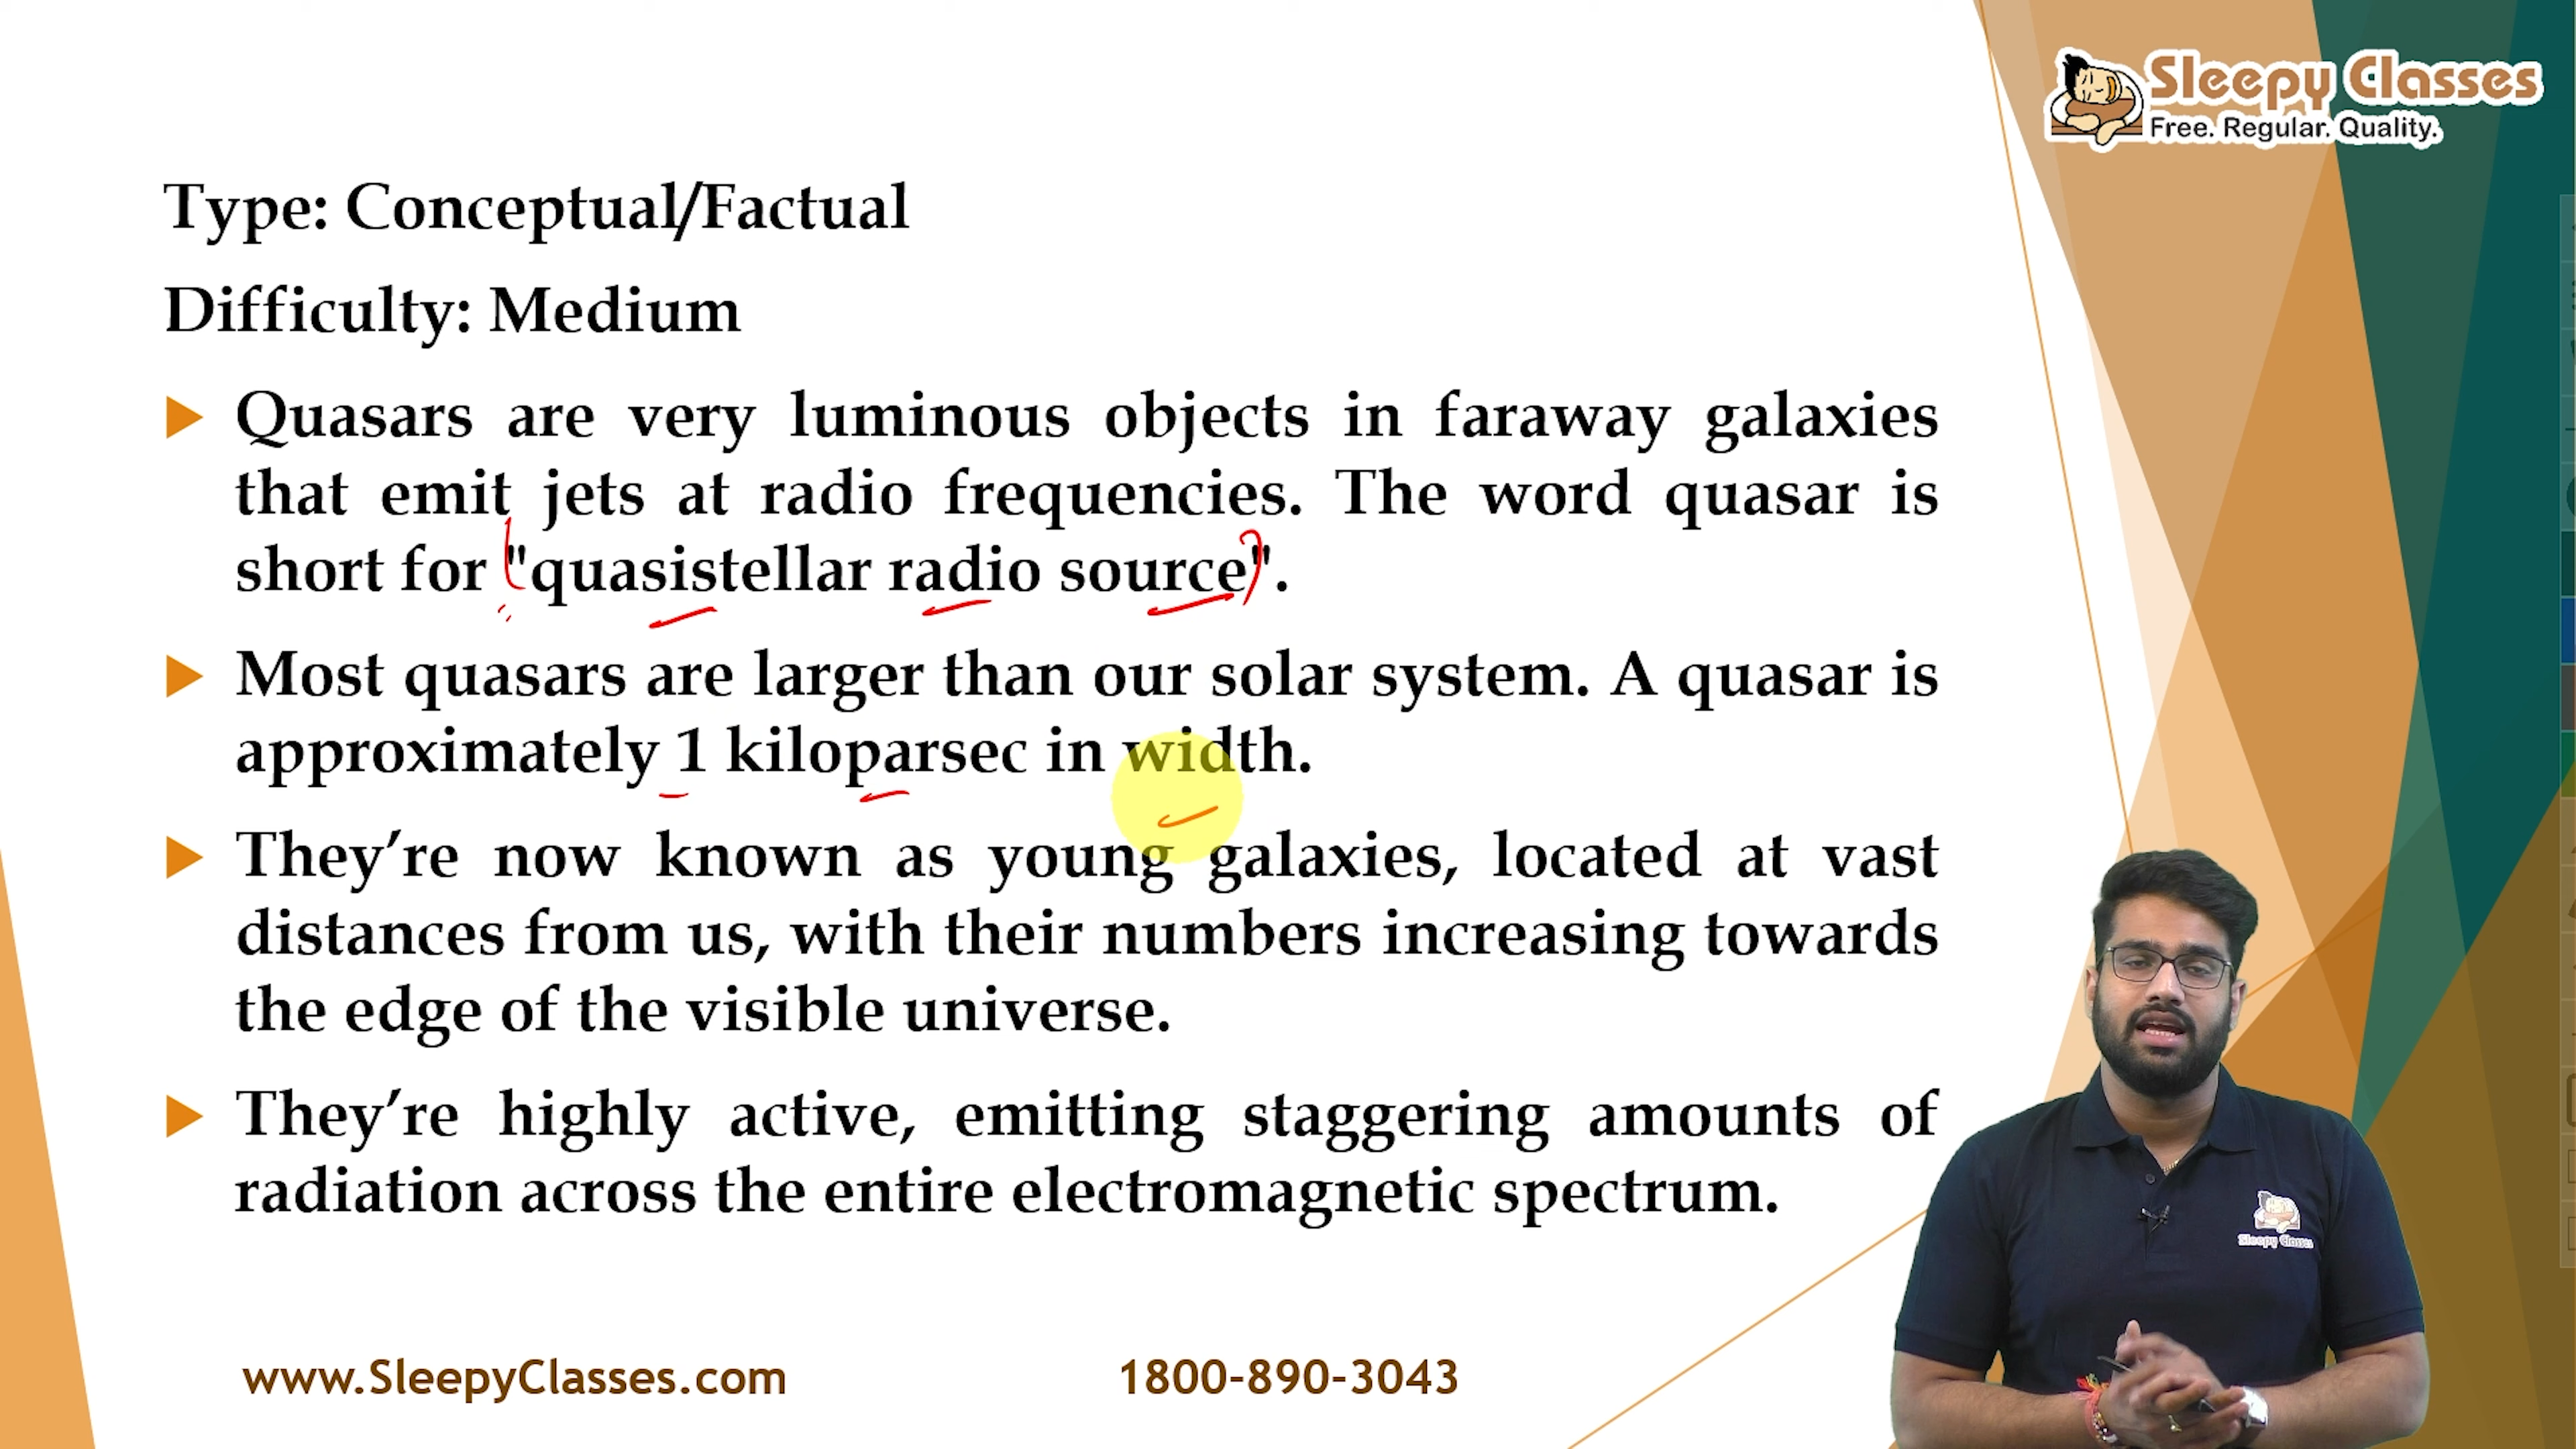 Sleepy Classes
Free. Regular. Quality.
Type: Conceptual/Factual
Difficulty: Medium
Quasars are very luminous objects in faraway galaxies
that emit jets at radio frequencies. The word quasar is
short for "quasistellar radio source".
Most quasars are larger than our solar system. A quasar is
approximately 1 kiloparsec in width.
They’re now known as young galaxies, located at vast
distances from us, with their numbers increasing towards
the edge of the visible universe.
They’re highly active, emitting staggering amounts of
radiation across the entire electromagnetic spectrum.
Sleepy Classes
www.SleepyClasses.com
1800-890-3043